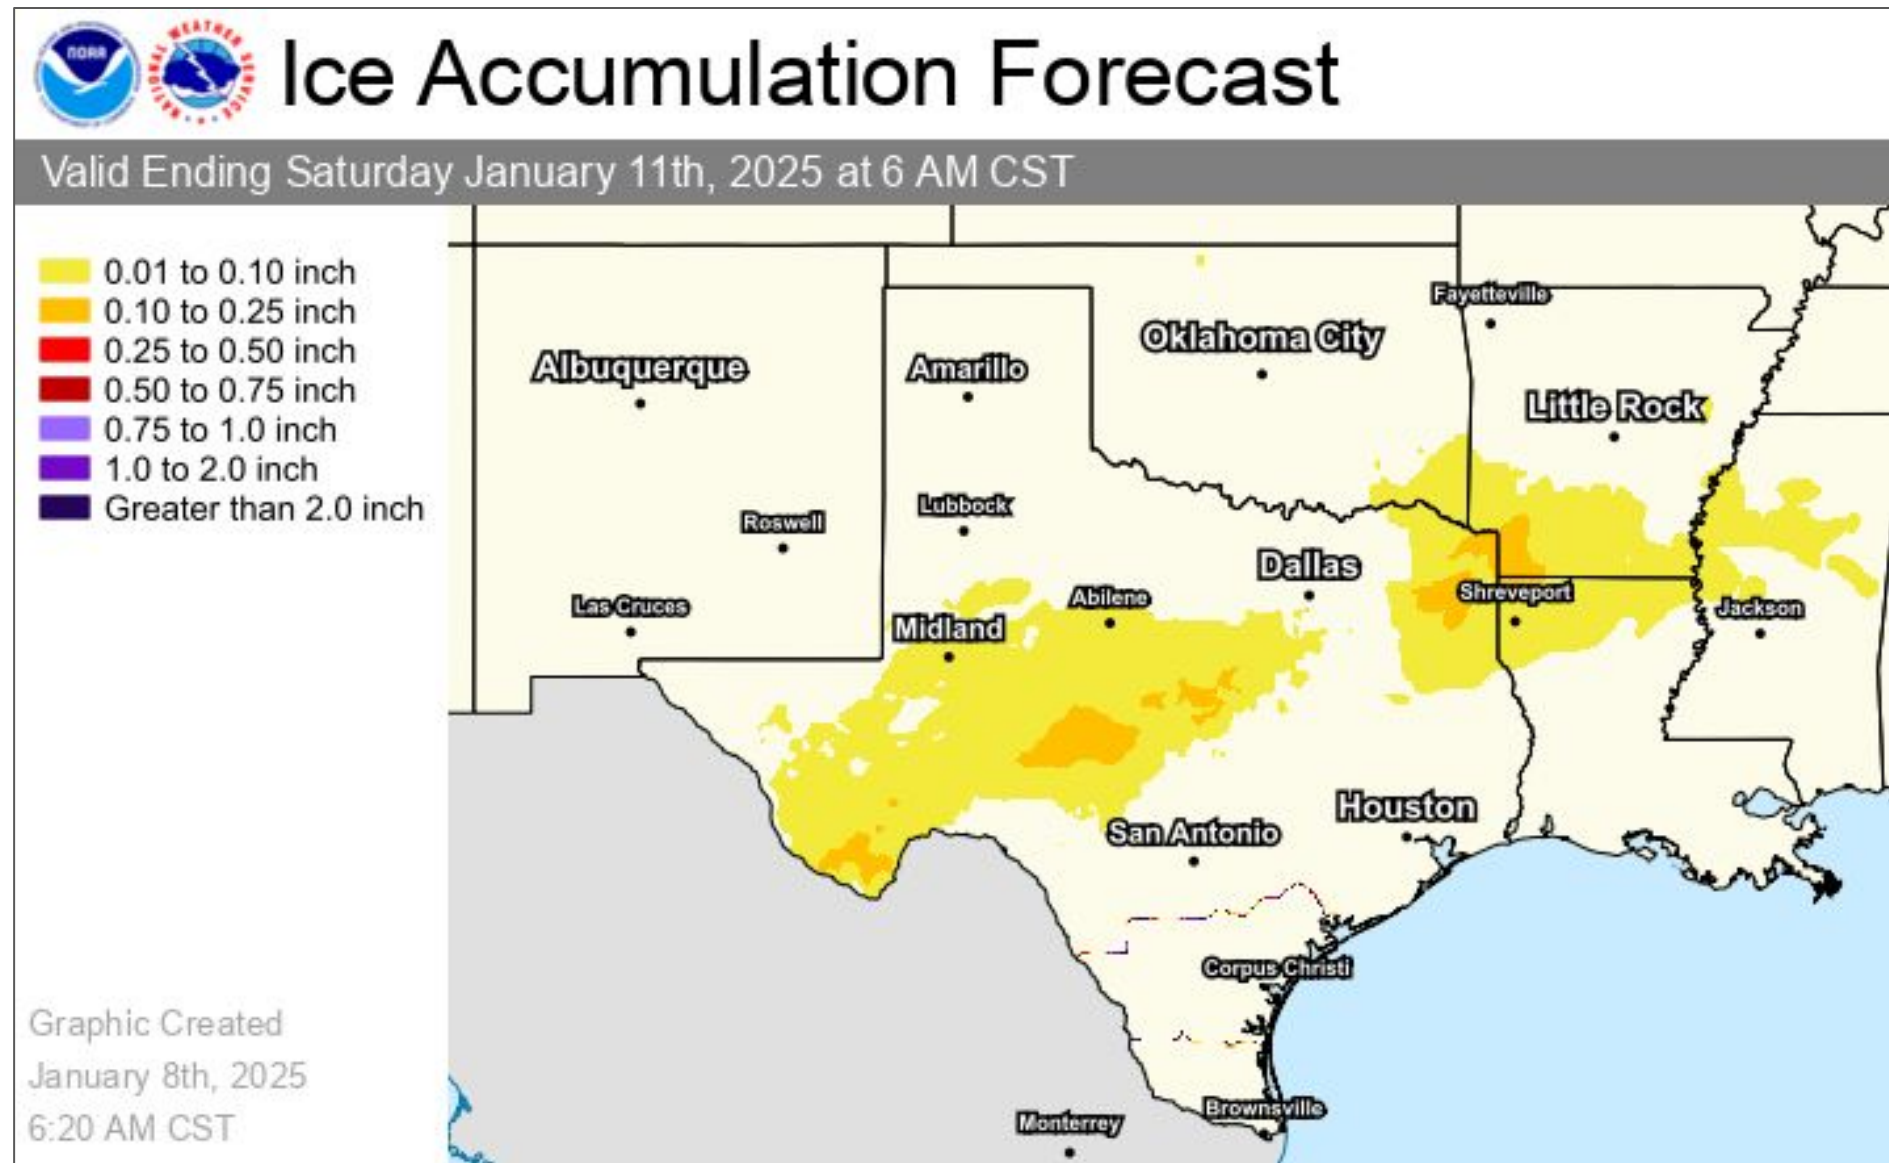 NOAA
NATIONAL WEATHER SERVICE
Ice Accumulation Forecast
Valid Ending Saturday January 11th, 2025 at 6 AM CST
0.01 to 0.10 inch
0.10 to 0.25 inch
0.25 to 0.50 inch
0.50 to 0.75 inch
0.75 to 1.0 inch
1.0 to 2.0 inch
Greater than 2.0 inch
Fayetteville
Oklahoma City
Albuquerque
Amarillo
Little Rock
Lubbock
Roswell
Dallas
Shreveport
Abilene
Las Cruces
Jackson
Midland
Houston
San Antonio
Corpus Christi
Brownsville
Monterrey
Graphic Created
January 8th, 2025
6:20 AM CST